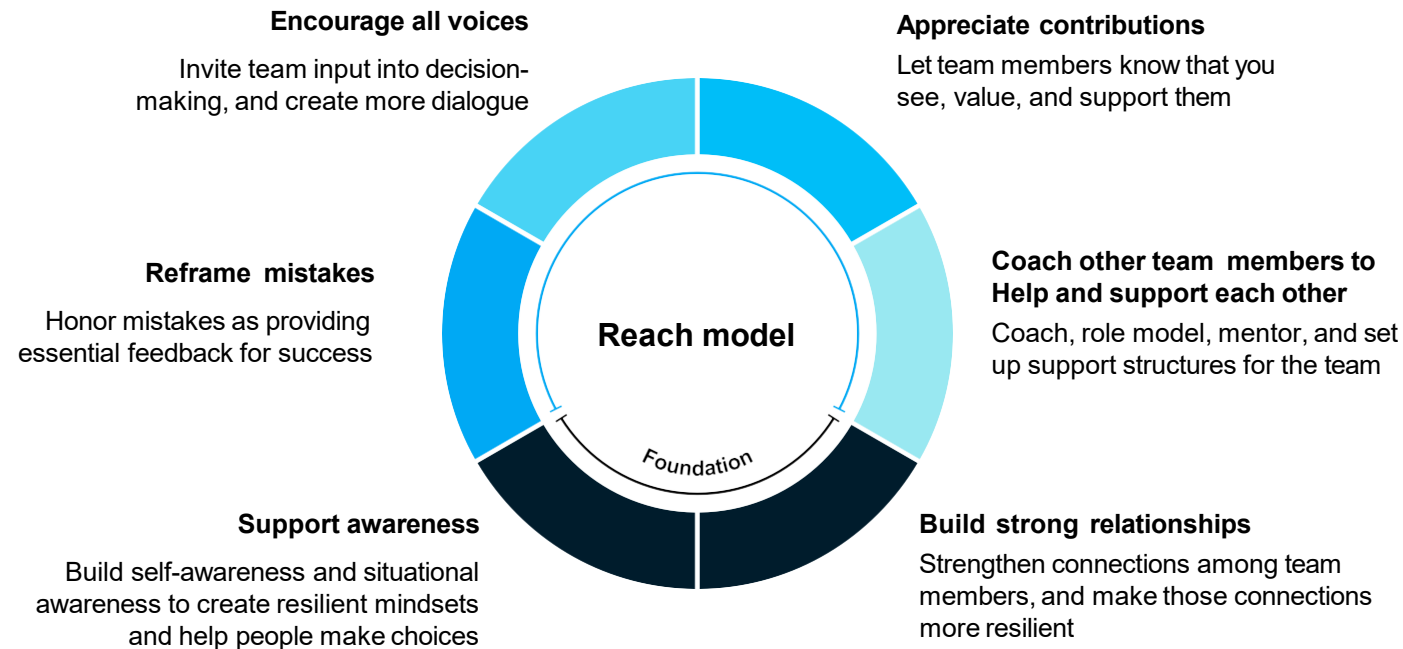 Encourage all voices
Invite team input into decision-
making, and create more dialogue
Appreciate contributions
Let team members know that you
see, value, and support them
Reframe mistakes
Honor mistakes as providing
essential feedback for success
Reach model
Coach other team members to
Help and support each other
Coach, role model, mentor, and set
up support structures for the team
Foundation
Support awareness
Build self-awareness and situational
awareness to create resilient mindsets
and help people make choices
Build strong relationships
Strengthen connections among team
members, and make those connections
more resilient